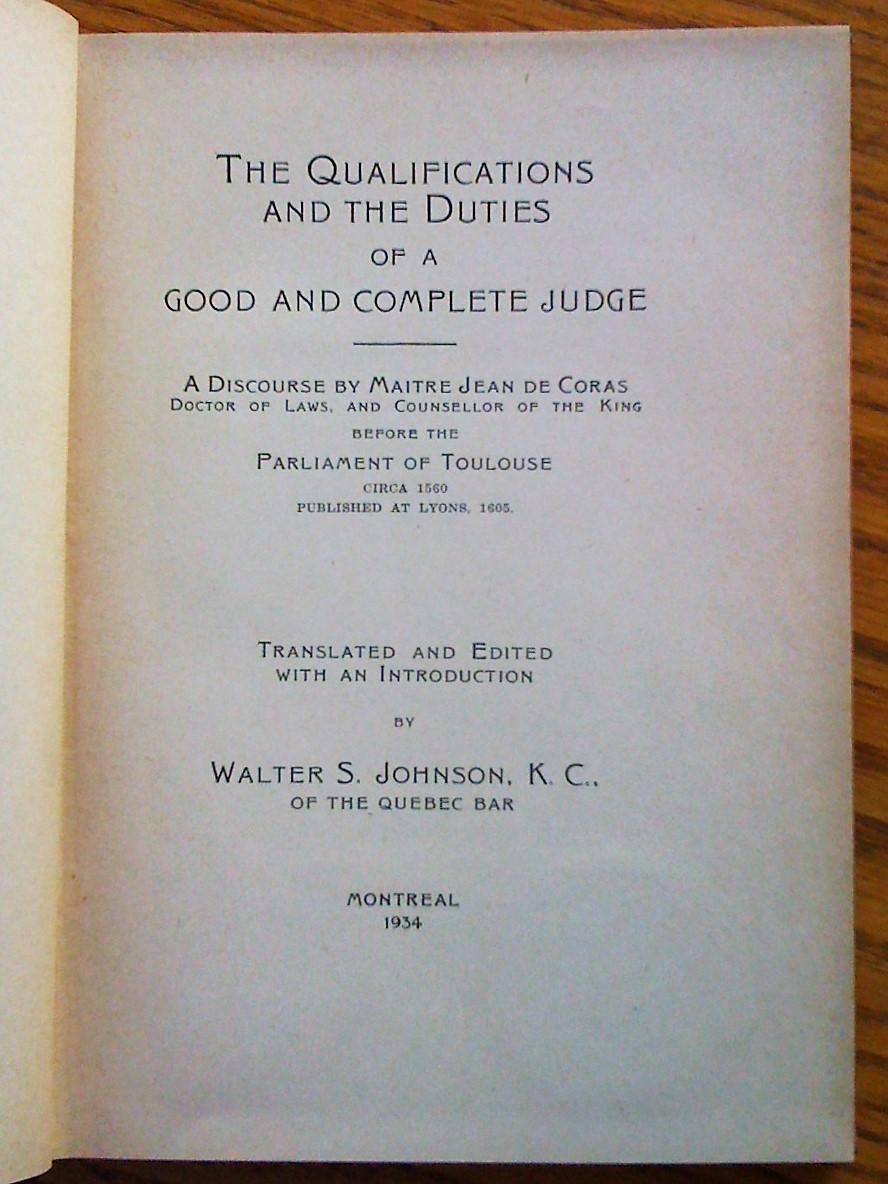 The Qualifications
and the Duties
of a
good and complete Judge
A Discourse by Maitre Jean de Coras
Doctor of Laws, and Counsellor of the King
before the
Parliament of Toulouse
circa 1560
published at Lyons, 1605.
Translated and Edited
with an Introduction
by
Walter S. Johnson, K. C.,
of the Quebec Bar
Montreal
1934